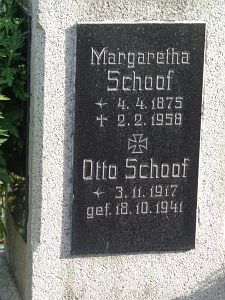 Margaretha
Schoof
✶ 4.4.1875
✝ 2.2.1958
Otto Schoof
✶ 3.11.1917
gef. 18.10.1941